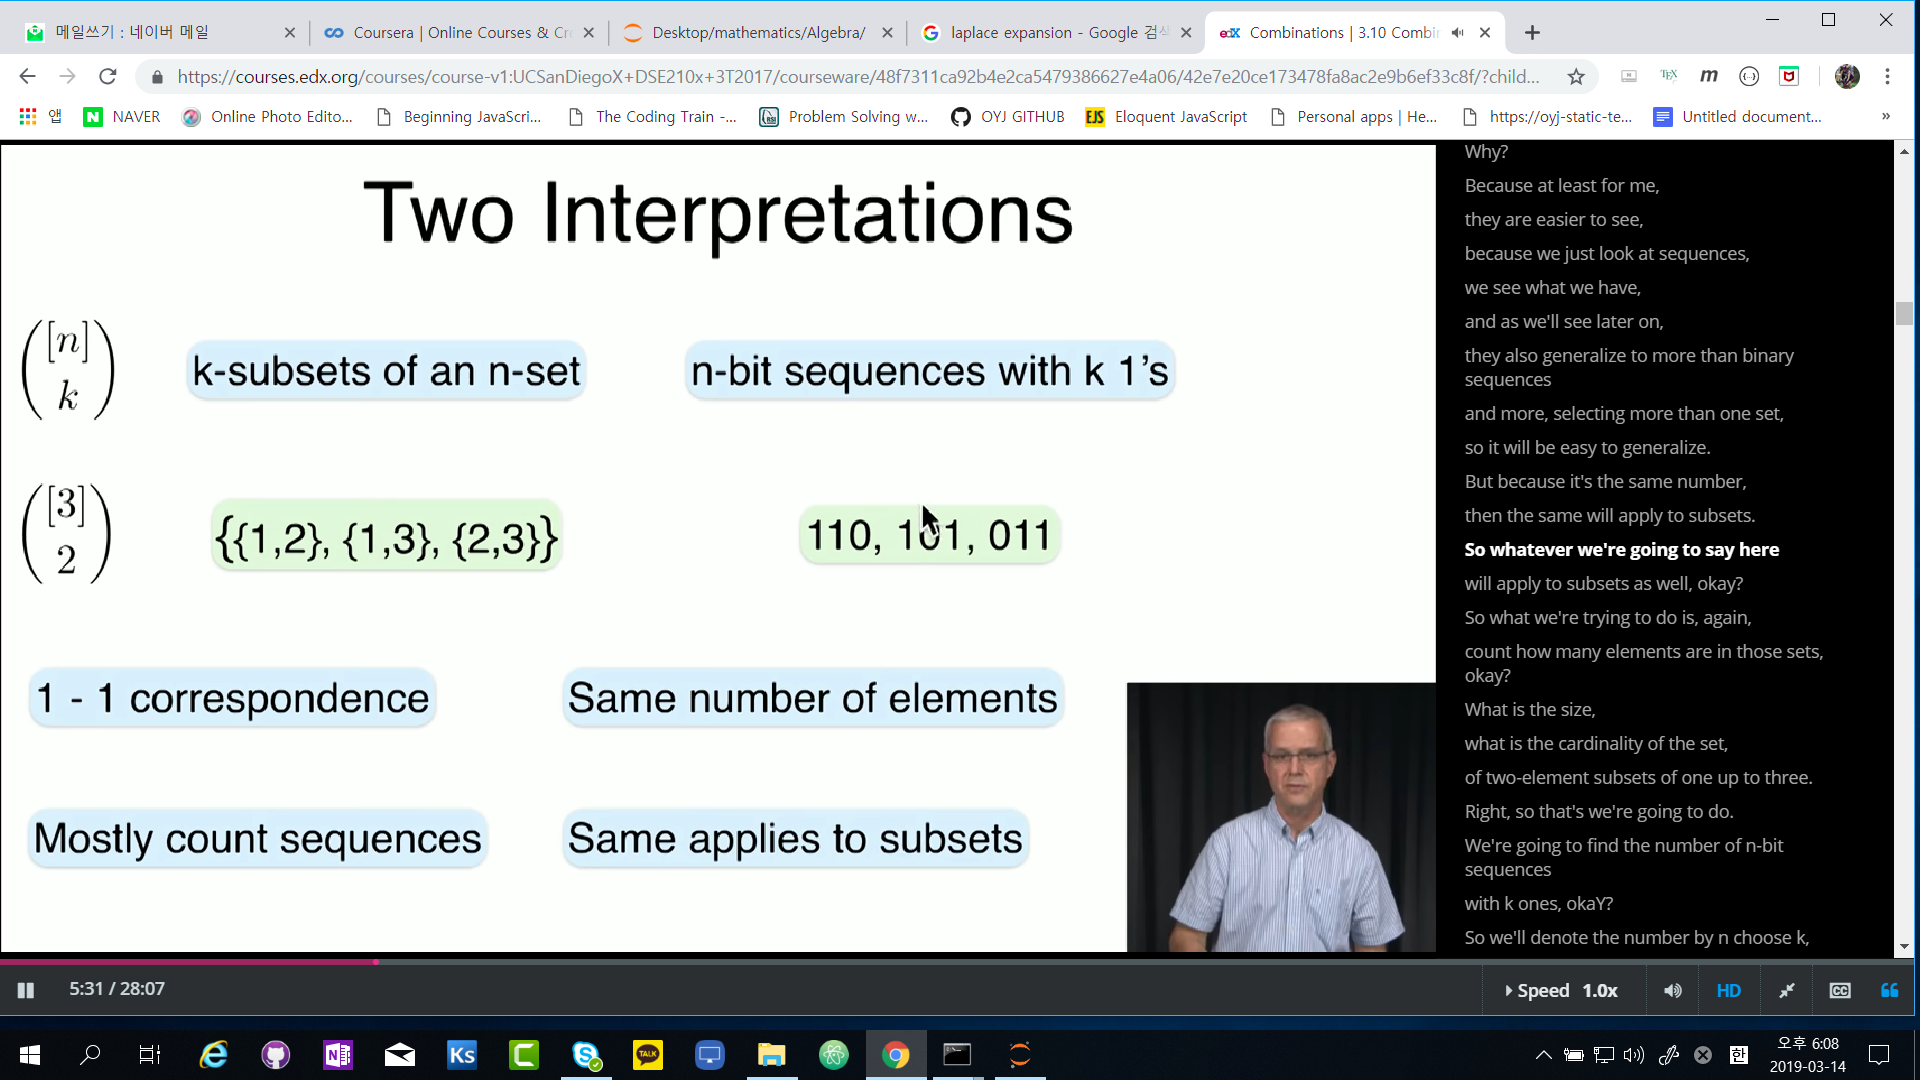 메일쓰기 : 네이버 메일
Coursera | Online Courses & Cr
Desktop/mathematics/Algebra/
laplace expansion - Google 검색
edX Combinations | 3.10 Combi
https://courses.edx.org/courses/course-v1:UCSanDiegoX+DSE210x+3T2017/courseware/48f7311ca92b4e2ca5479386627e4a06/42e7e20ce173478fa8ac2e9b6ef33c8f/?child...
앱
NAVER
Online Photo Edito...
Beginning JavaScri...
The Coding Train -...
Problem Solving w...
OYJ GITHUB
EJS Eloquent JavaScript
Personal apps | He...
https://oyj-static-te...
Untitled document...
Two Interpretations
([n] k)
k-subsets of an n-set
n-bit sequences with k 1's
([3] 2)
{{1,2}, {1,3}, {2,3}}
110, 101, 011
1 - 1 correspondence
Same number of elements
Mostly count sequences
Same applies to subsets
Why?
Because at least for me,
they are easier to see,
because we just look at sequences,
we see what we have,
and as we'll see later on,
they also generalize to more than binary
sequences
and more, selecting more than one set,
so it will be easy to generalize.
But because it's the same number,
then the same will apply to subsets.
So whatever we're going to say here
will apply to subsets as well, okay?
So what we're trying to do is, again,
count how many elements are in those sets,
okay?
What is the size,
what is the cardinality of the set,
of two-element subsets of one up to three.
Right, so that's we're going to do.
We're going to find the number of n-bit
sequences
with k ones, okaY?
So we'll denote the number by n choose k,
5:31 / 28:07
Speed 1.0x
HD
CC
Ks
TALK
한
오후 6:08
2019-03-14